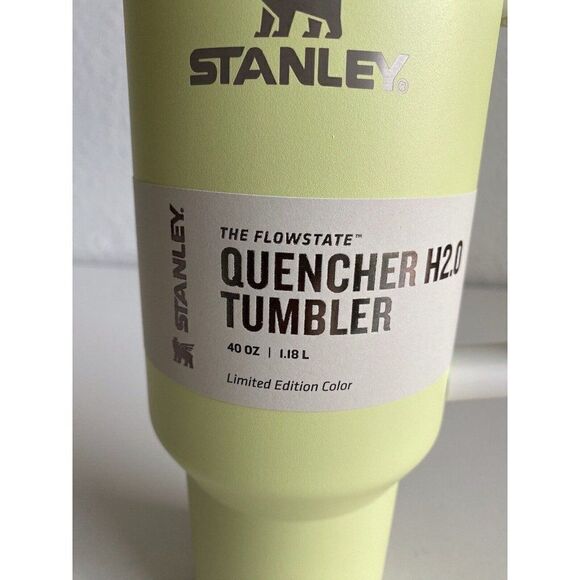 STANLEY®
STANLEY.
THE FLOWSTATE™
QUENCHER H2.0
TUMBLER
40 OZ | 1.18 L
Limited Edition Color